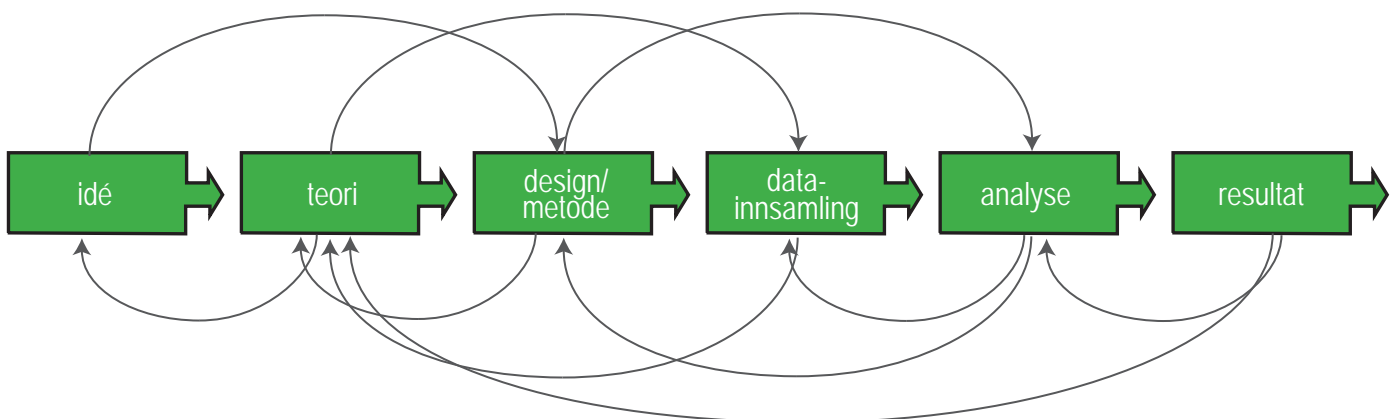 idé
teori
design/
metode
data-
innsamling
analyse
resultat